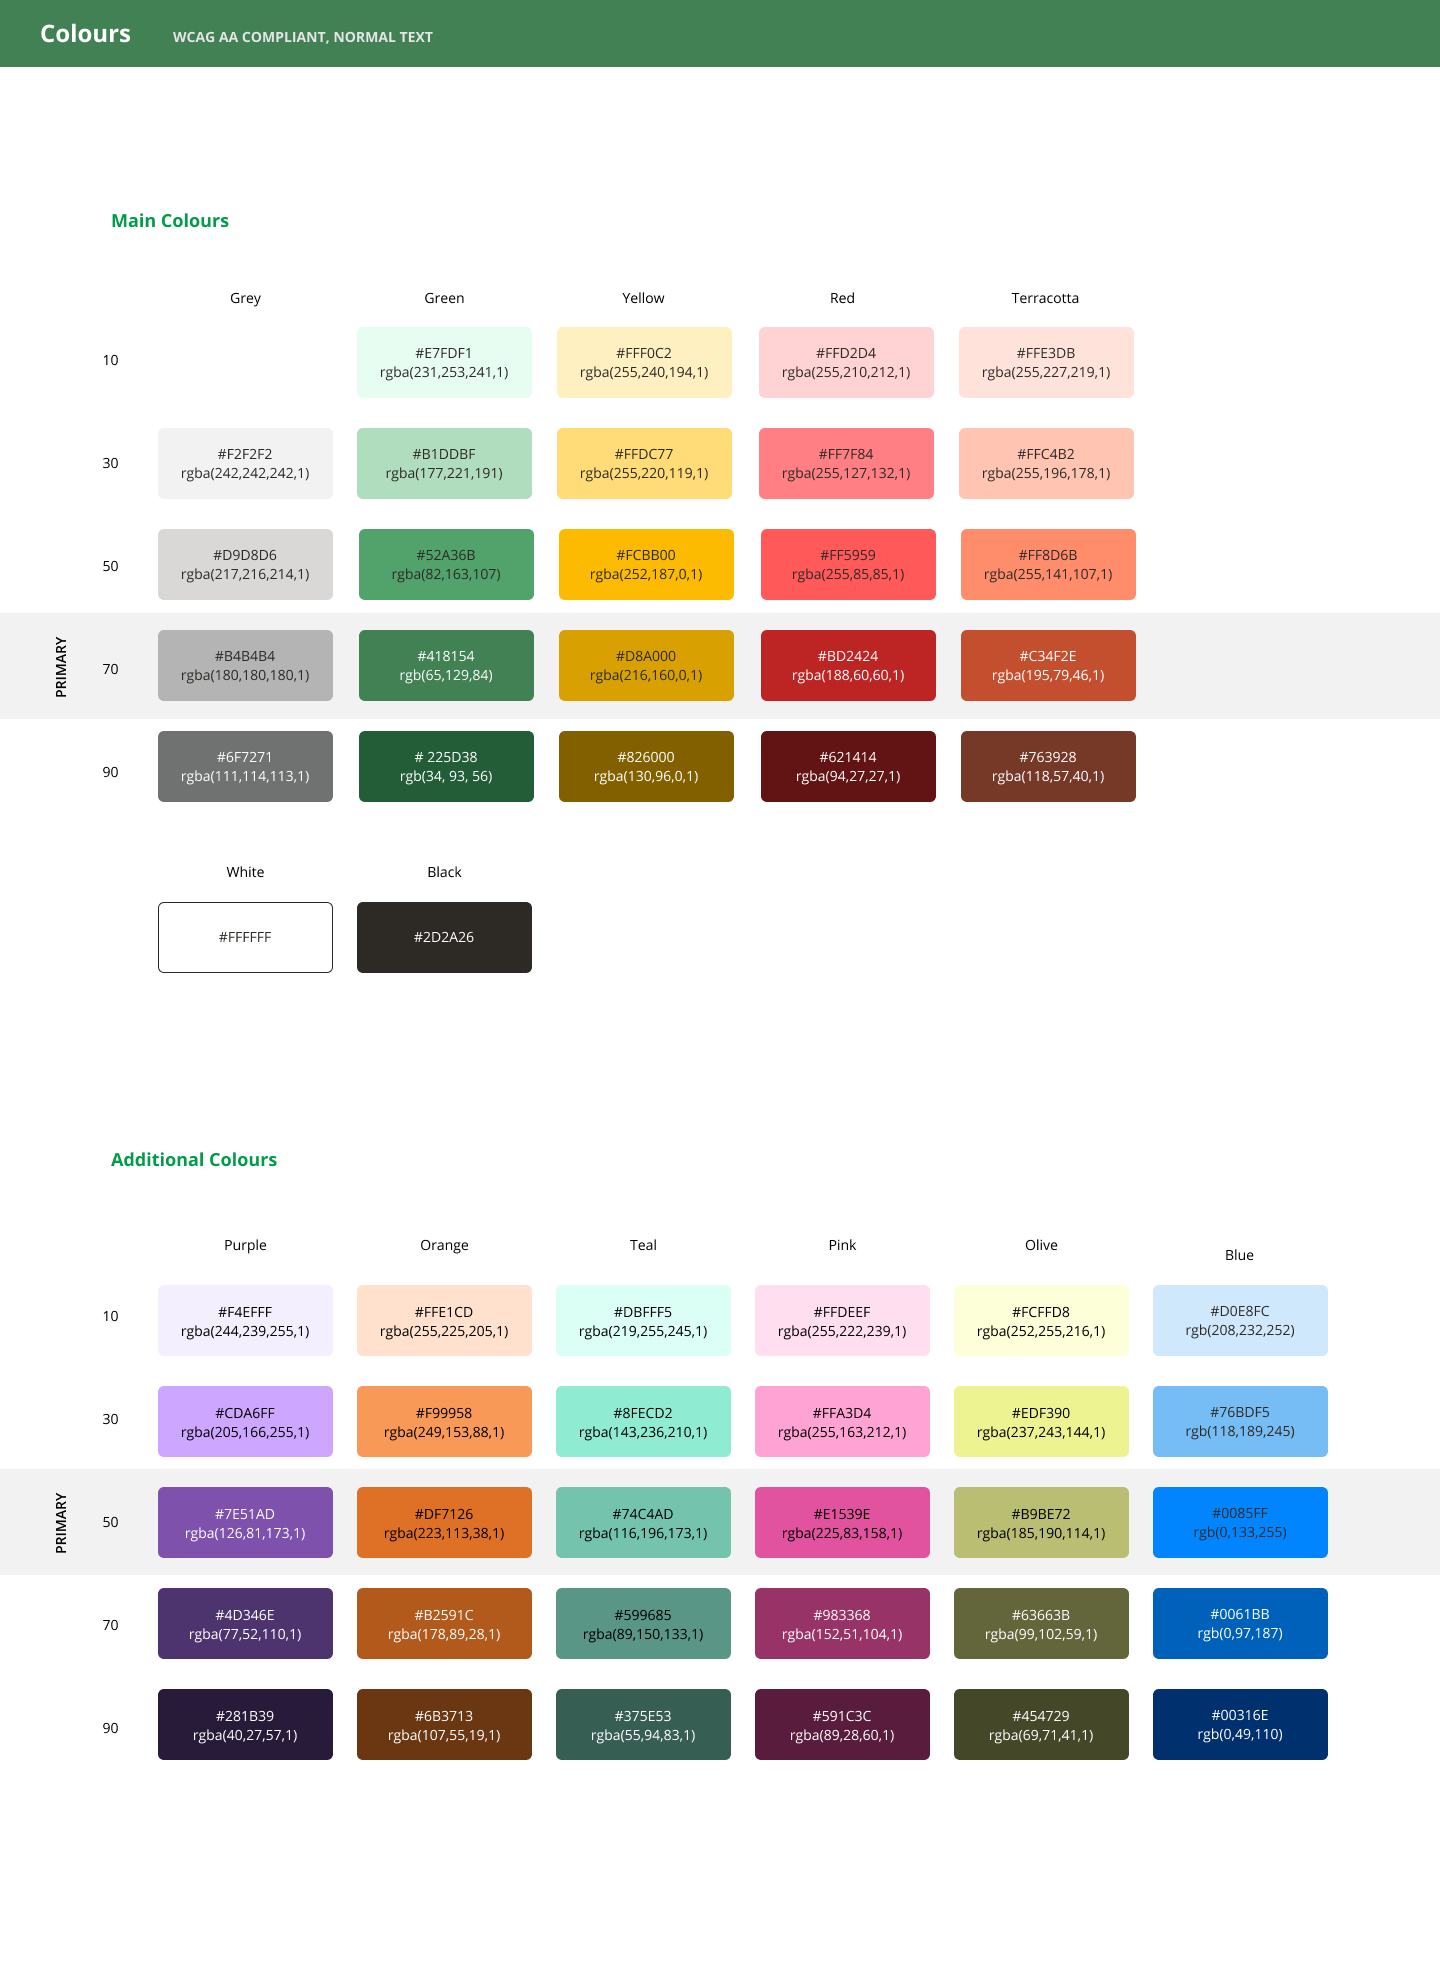 Colours
WCAG AA COMPLIANT, NORMAL TEXT
Main Colours
Grey Green Yellow Red Terracotta
10
#E7FDF1 #FFF0C2 #FFD2D4 #FFE3DB
rgba(231,253,241,1) rgba(255,240,194,1) rgba(255,210,212,1) rgba(255,227,219,1)
30
#F2F2F2 #B1DDBF #FFDC77 #FF7F84 #FFC4B2
rgba(242,242,242,1) rgba(177,221,191) rgba(255,220,119,1) rgba(255,127,132,1) rgba(255,196,178,1)
50
#D9D8D6 #52A36B #FCBB00 #FF5959 #FF8D6B
rgba(217,216,214,1) rgba(82,163,107) rgba(252,187,0,1) rgba(255,85,85,1) rgba(255,141,107,1)
PRIMARY
70
#B4B4B4 #418154 #D8A000 #BD2424 #C34F2E
rgba(180,180,180,1) rgb(65,129,84) rgba(216,160,0,1) rgba(188,60,60,1) rgba(195,79,46,1)
90
#6F7271 # 225D38 #826000 #621414 #763928
rgba(111,114,113,1) rgb(34, 93, 56) rgba(130,96,0,1) rgba(94,27,27,1) rgba(118,57,40,1)
White Black
#FFFFFF #2D2A26
Additional Colours
Purple Orange Teal Pink Olive Blue
10
#F4EFFF #FFE1CD #DBFFF5 #FFDEEF #FCFFD8 #D0E8FC
rgba(244,239,255,1) rgba(255,225,205,1) rgba(219,255,245,1) rgba(255,222,239,1) rgba(252,255,216,1) rgb(208,232,252)
30
#CDA6FF #F99958 #8FECD2 #FFA3D4 #EDF390 #76BDF5
rgba(205,166,255,1) rgba(249,153,88,1) rgba(143,236,210,1) rgba(255,163,212,1) rgba(237,243,144,1) rgb(118,189,245)
PRIMARY
50
#7E51AD #DF7126 #74C4AD #E1539E #B9BE72 #0085FF
rgba(126,81,173,1) rgba(223,113,38,1) rgba(116,196,173,1) rgba(225,83,158,1) rgba(185,190,114,1) rgb(0,133,255)
70
#4D346E #B2591C #599685 #983368 #63663B #0061BB
rgba(77,52,110,1) rgba(178,89,28,1) rgba(89,150,133,1) rgba(152,51,104,1) rgba(99,102,59,1) rgb(0,97,187)
90
#281B39 #6B3713 #375E53 #591C3C #454729 #00316E
rgba(40,27,57,1) rgba(107,55,19,1) rgba(55,94,83,1) rgba(89,28,60,1) rgba(69,71,41,1) rgb(0,49,110)